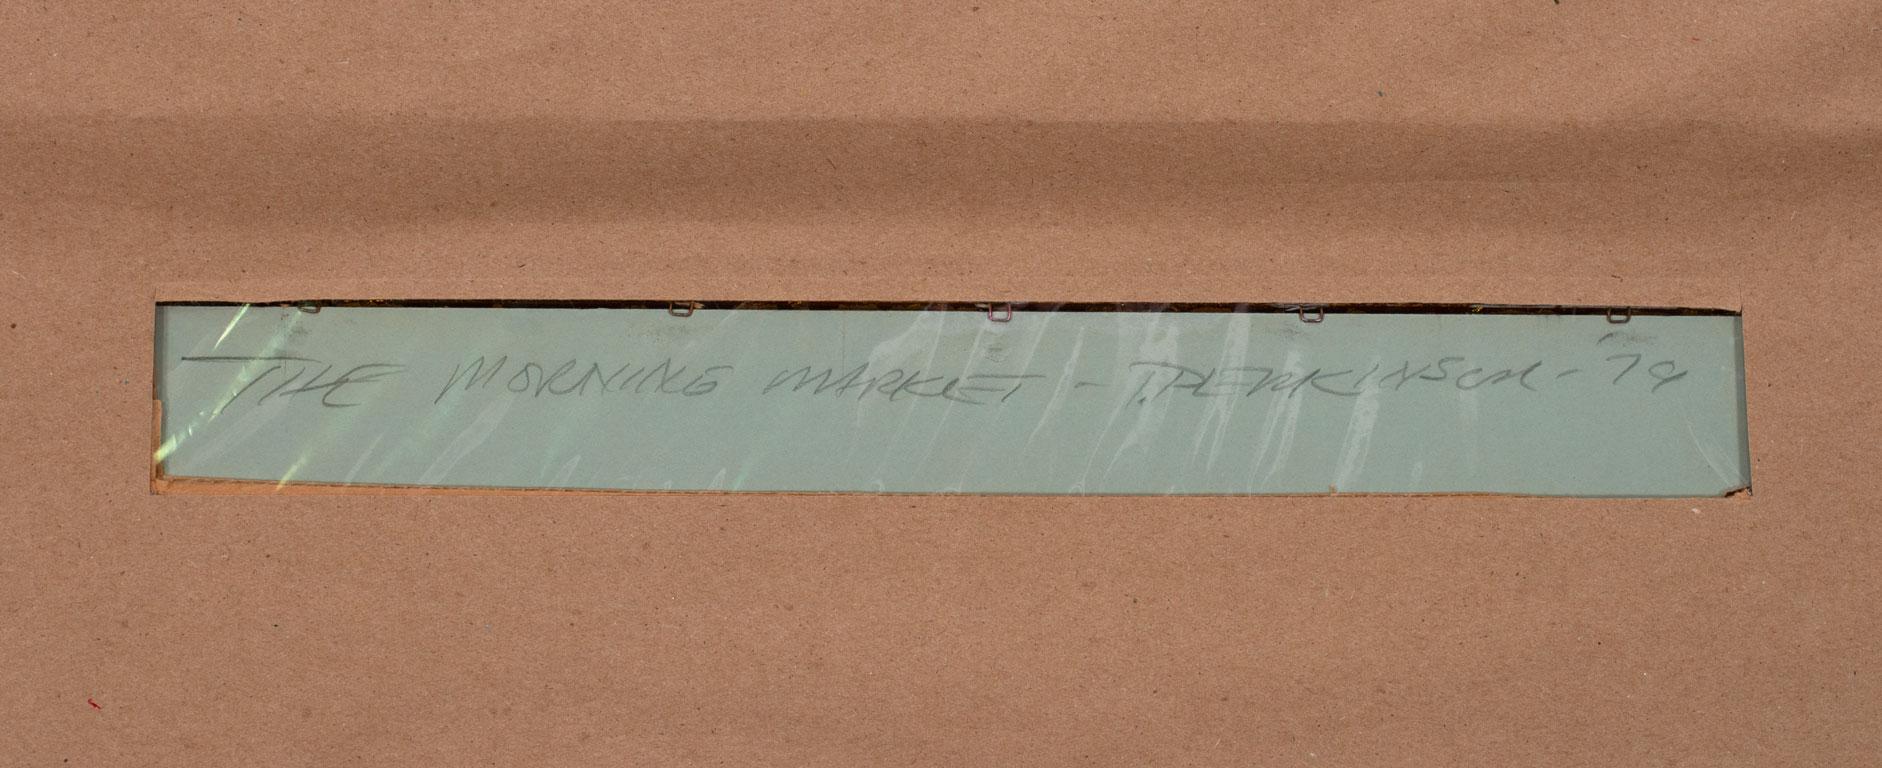 THE MORNING MARKET - T. PERKINSON - '79